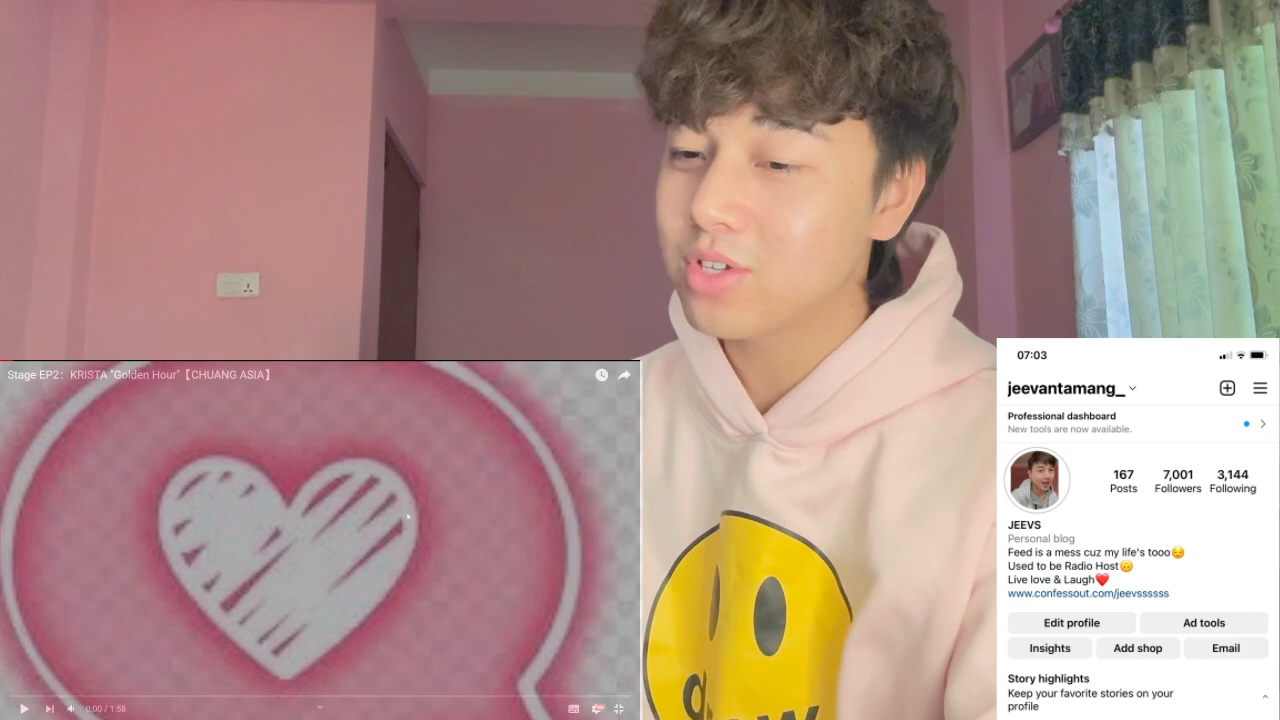 Stage EP2: KRISTA "Golden Hour"【CHUANG ASIA】
0:00 / 1:58
07:03
jeevantamang_
Professional dashboard
New tools are now available.
167 7,001 3,144
Posts Followers Following
JEEVS
Personal blog
Feed is a mess cuz my life's tooo😌
Used to be Radio Host🙃
Live love & Laugh❤️
www.confessout.com/jeevssssss
Edit profile Ad tools
Insights Add shop Email
Story highlights
Keep your favorite stories on your
profile